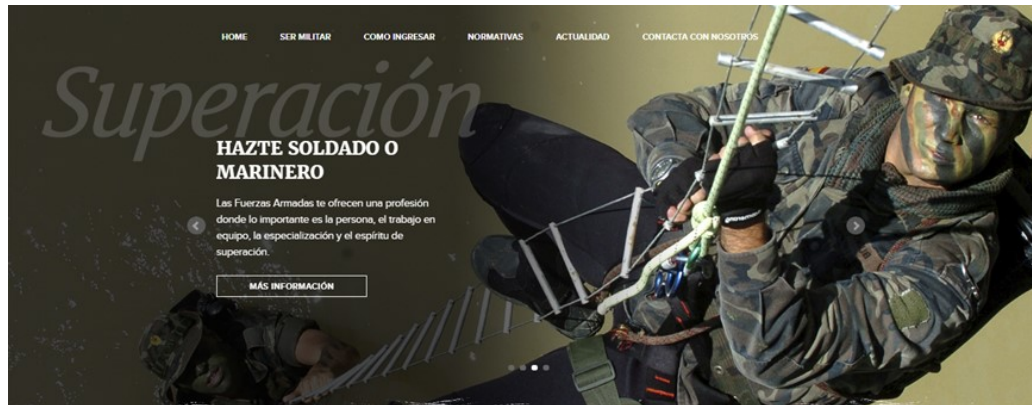 HOME SER MILITAR COMO INGRESAR NORMATIVAS ACTUALIDAD CONTACTA CON NOSOTROS
Superación
HAZTE SOLDADO O
MARINERO
Las Fuerzas Armadas te ofrecen una profesión
donde lo importante es la persona, el trabajo en
equipo, la especialización y el espíritu de
superación.
MÁS INFORMACIÓN